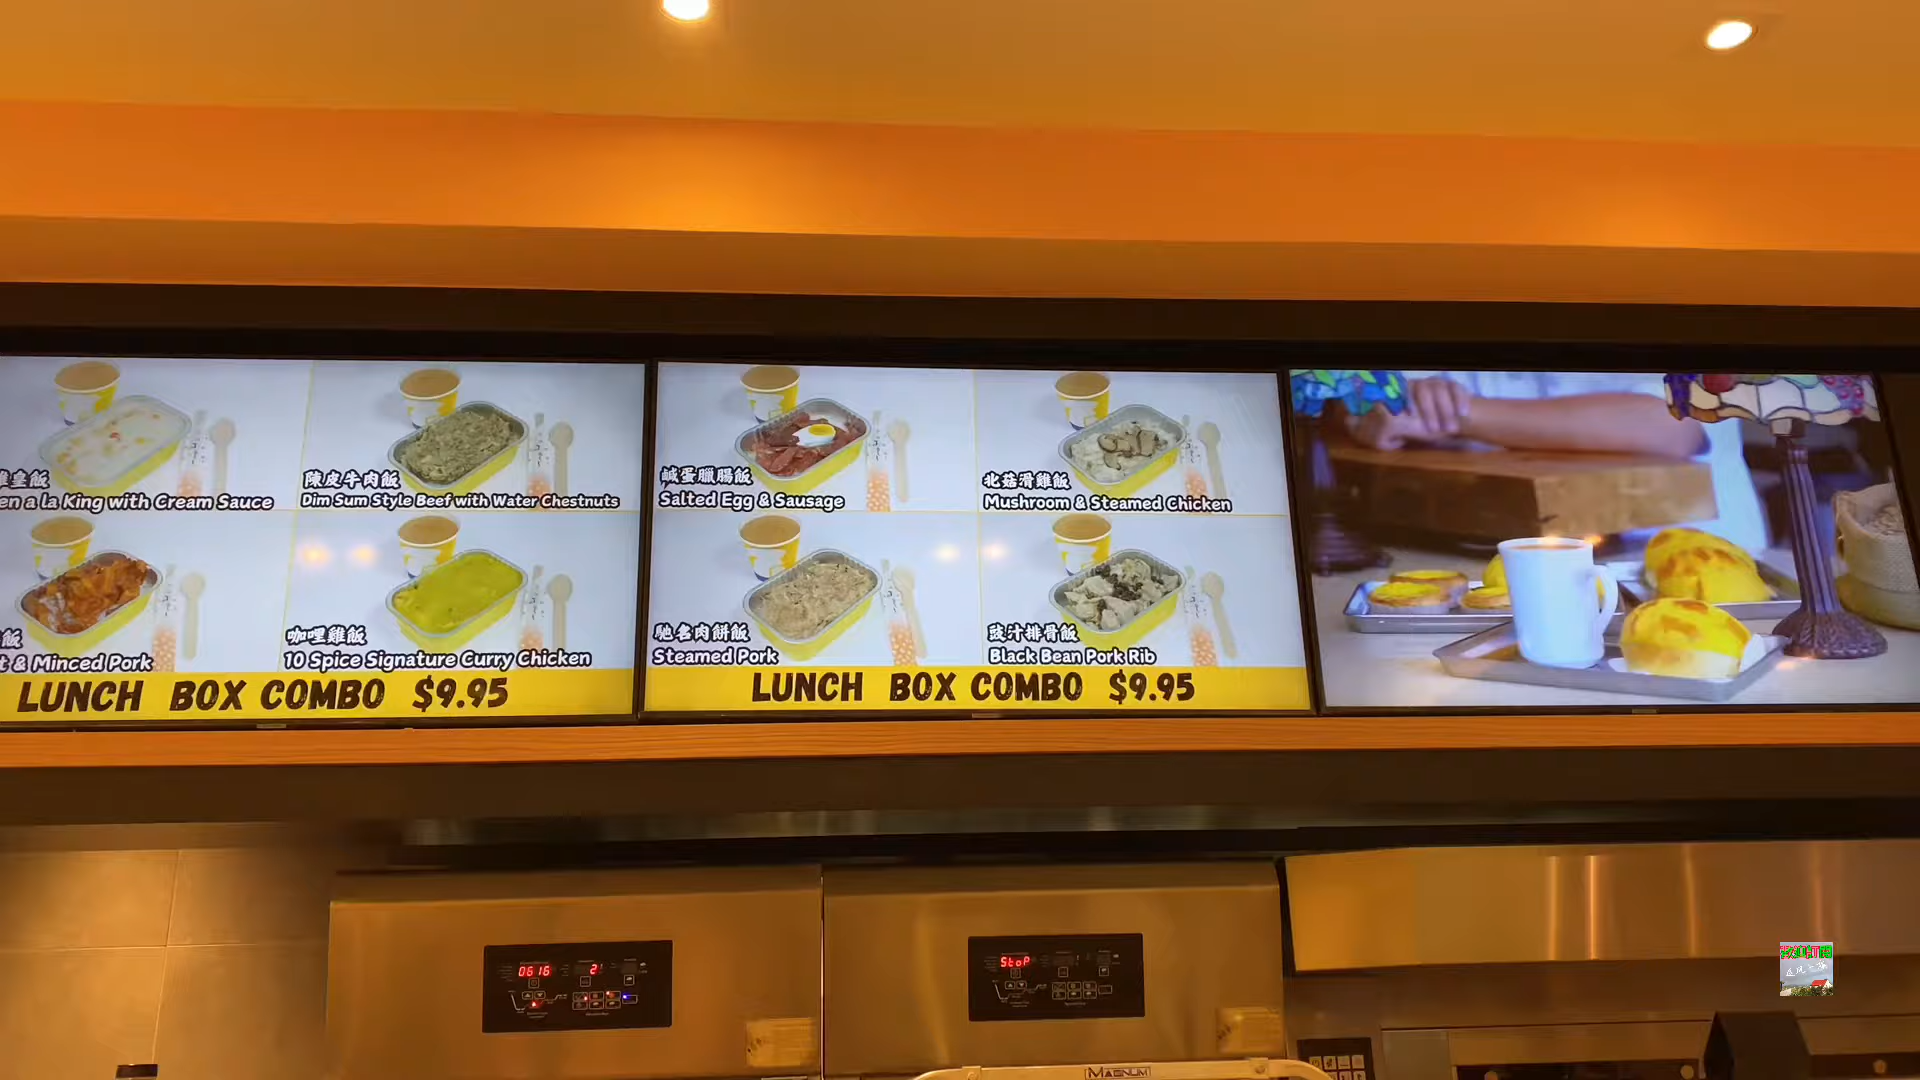 雞皇飯
en a la King with Cream Sauce
陳皮牛肉飯
Dim Sum Style Beef with Water Chestnuts
飯
t & Minced Pork
咖哩雞飯
10 Spice Signature Curry Chicken
LUNCH BOX COMBO $9.95
鹹蛋臘腸飯
Salted Egg & Sausage
北菇滑雞飯
Mushroom & Steamed Chicken
馳名肉餅飯
Steamed Pork
豉汁排骨飯
Black Bean Pork Rib
LUNCH BOX COMBO $9.95
0616
2
StoP
MAGNUM